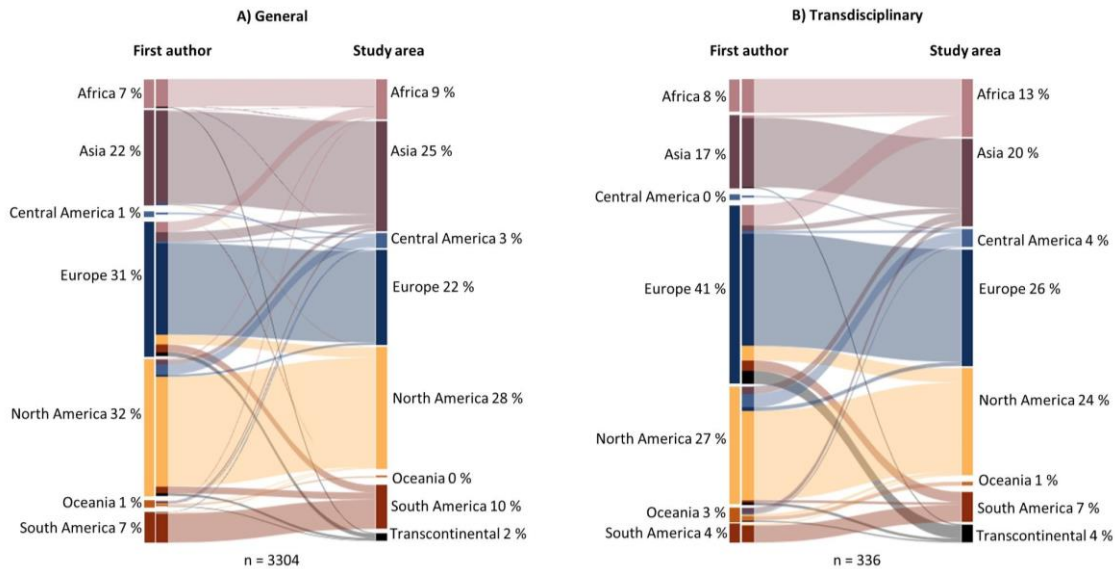 A) General
First author Study area
Africa 7 %
Asia 22 %
Central America 1 %
Europe 31 %
North America 32 %
Oceania 1 %
South America 7 %
Africa 9 %
Asia 25 %
Central America 3 %
Europe 22 %
North America 28 %
Oceania 0 %
South America 10 %
Transcontinental 2 %
n = 3304
B) Transdisciplinary
First author Study area
Africa 8 %
Asia 17 %
Central America 0 %
Europe 41 %
North America 27 %
Oceania 3 %
South America 4 %
Africa 13 %
Asia 20 %
Central America 4 %
Europe 26 %
North America 24 %
Oceania 1 %
South America 7 %
Transcontinental 4 %
n = 336